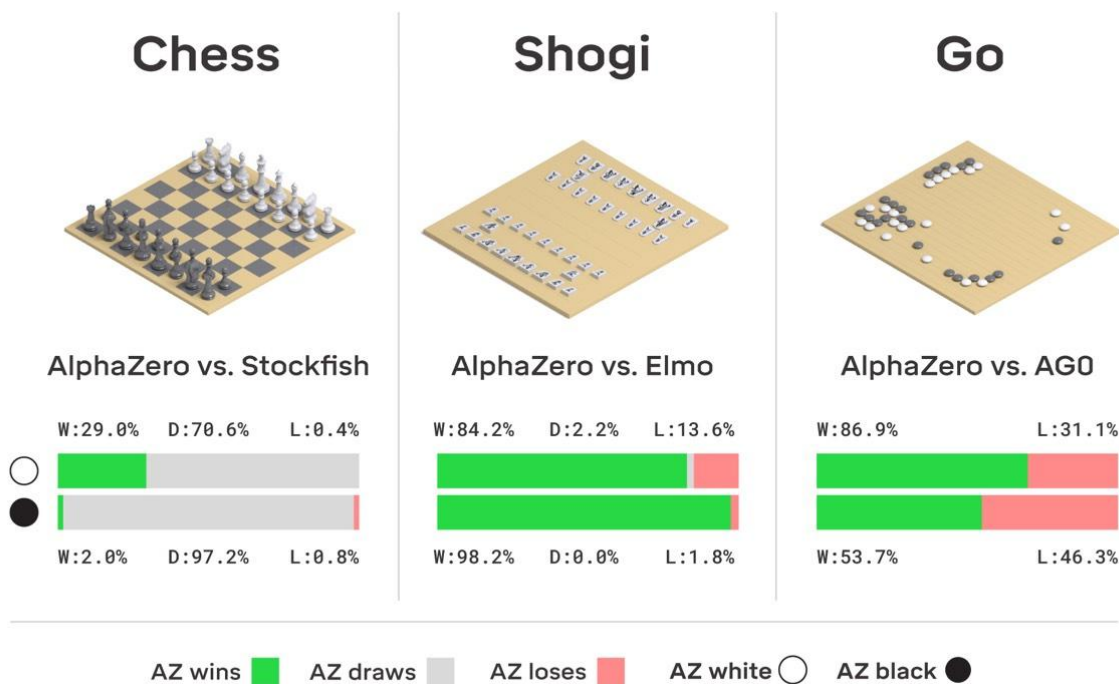 Chess
Shogi
Go
AlphaZero vs. Stockfish
AlphaZero vs. Elmo
AlphaZero vs. AG0
W:29.0% D:70.6% L:0.4%
W:84.2% D:2.2% L:13.6%
W:86.9% L:31.1%
W:2.0% D:97.2% L:0.8%
W:98.2% D:0.0% L:1.8%
W:53.7% L:46.3%
AZ wins
AZ draws
AZ loses
AZ white
AZ black